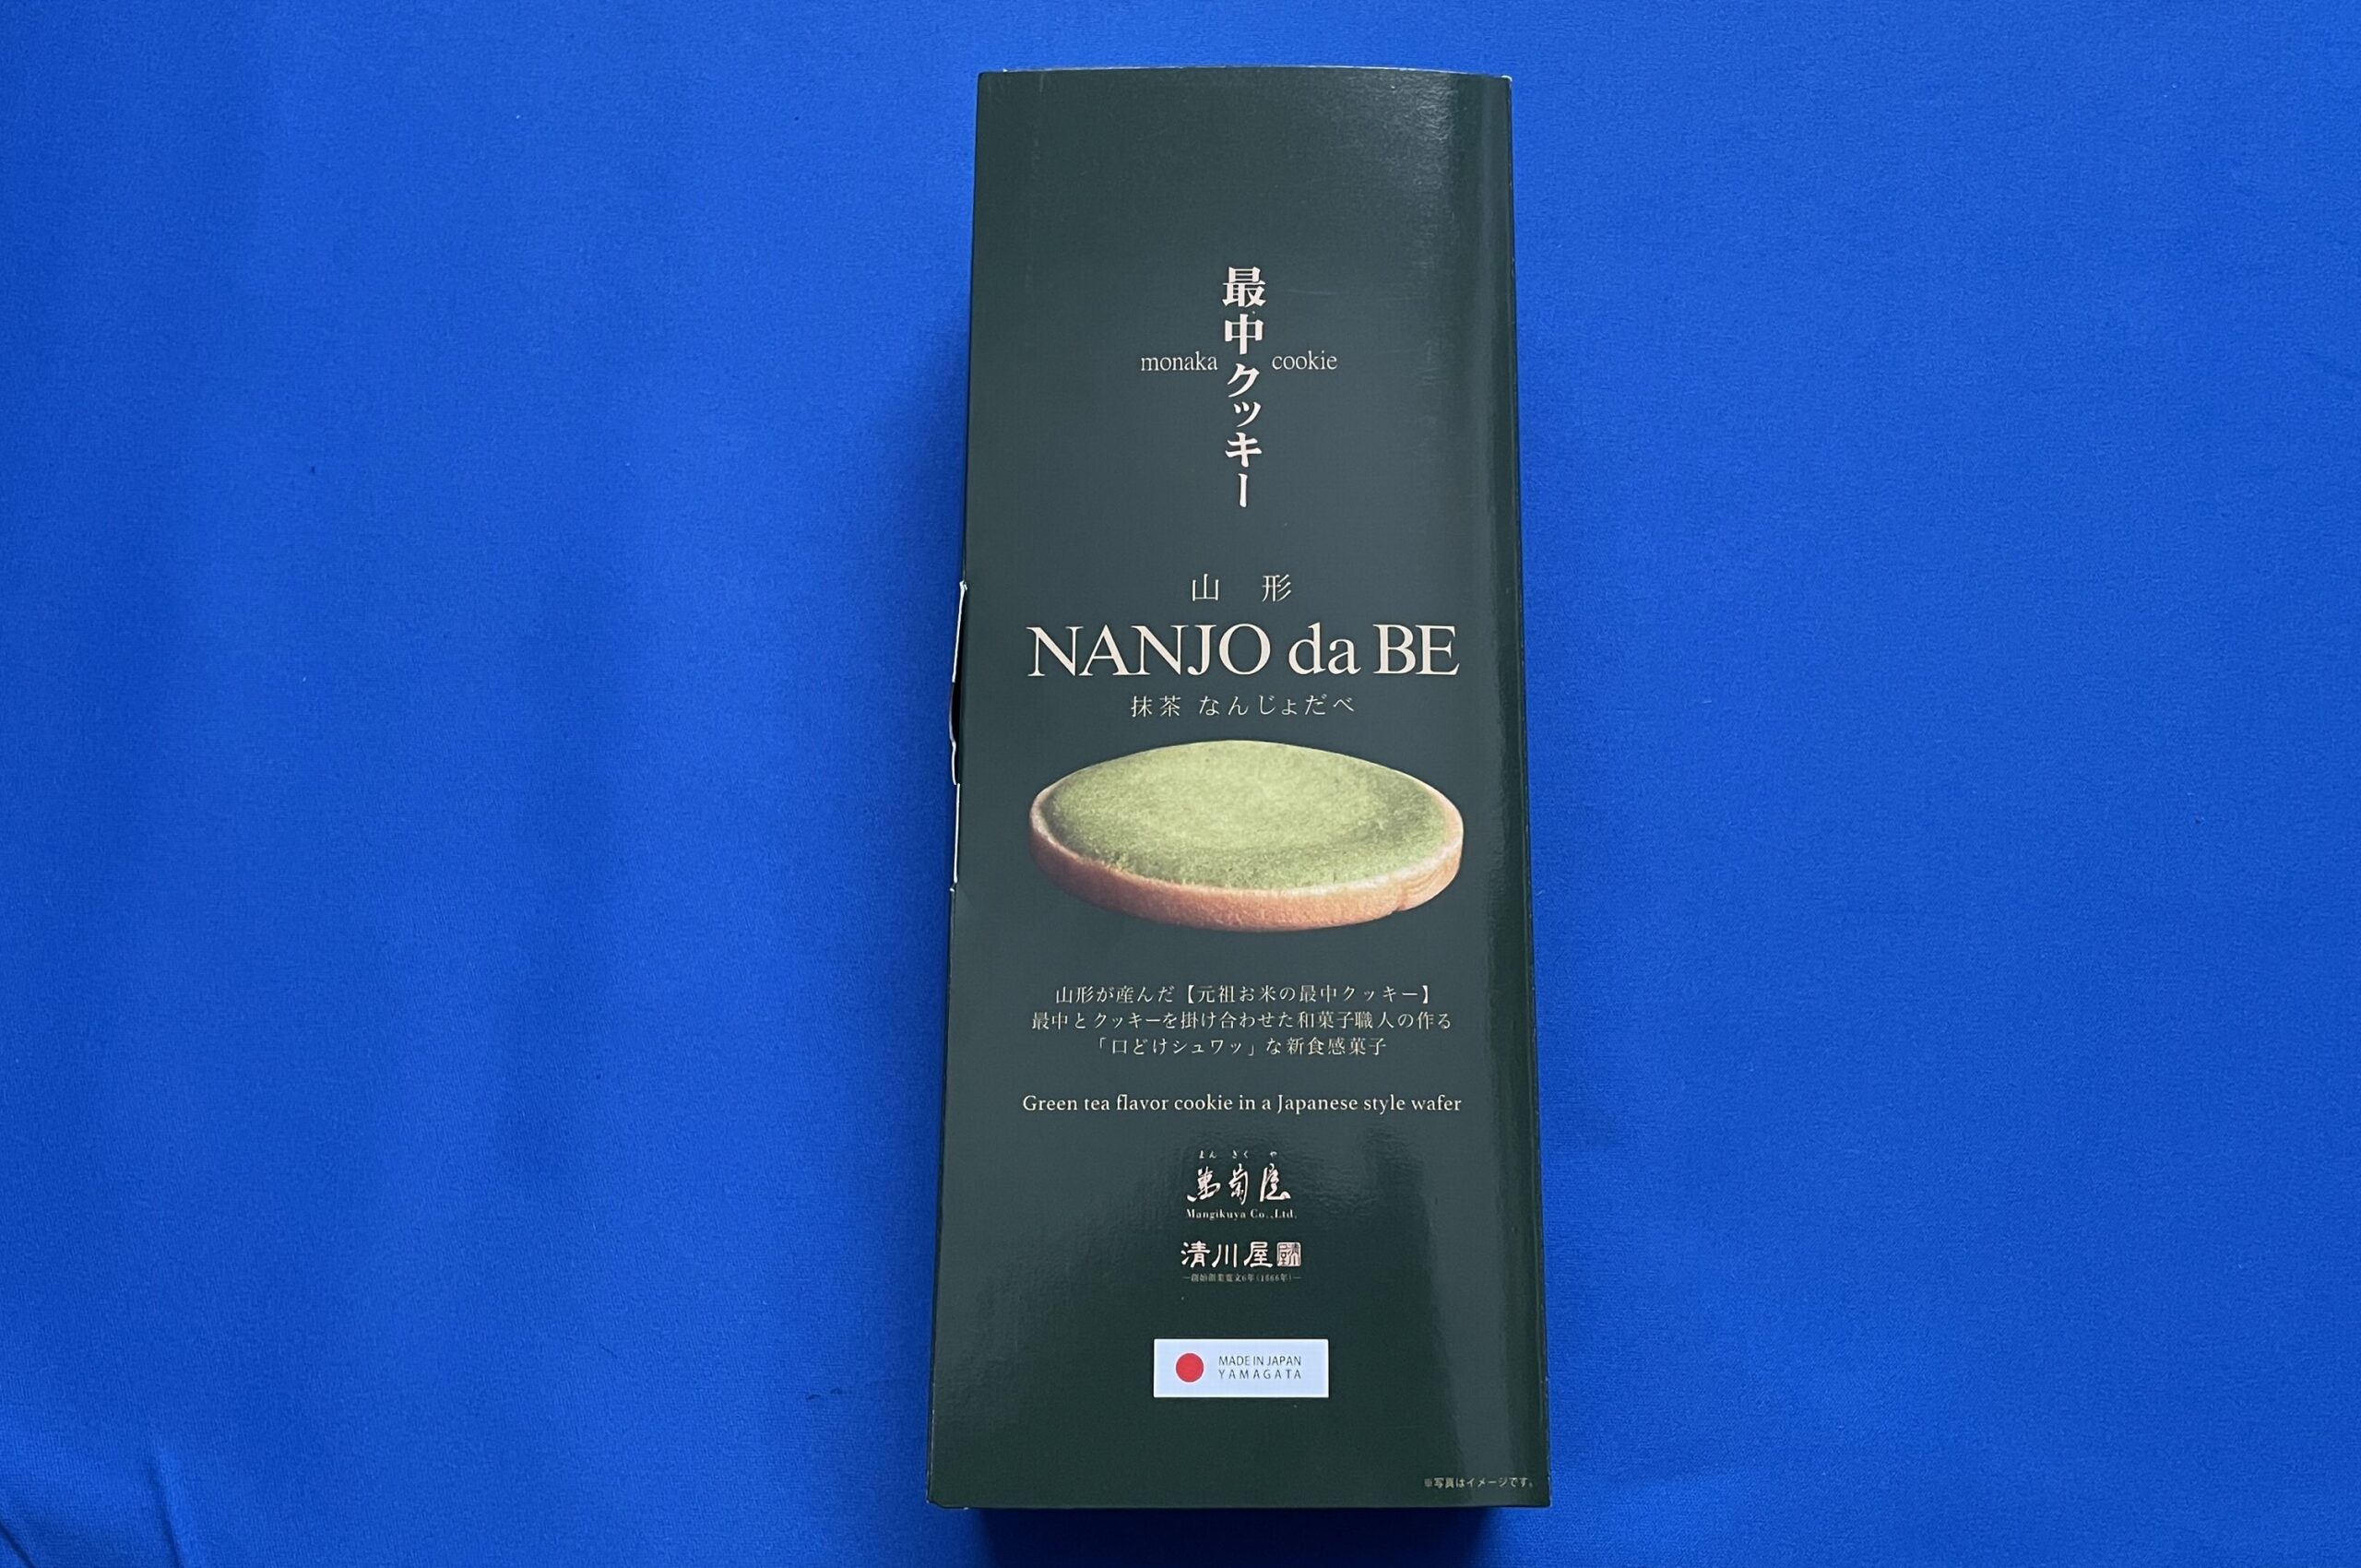 最中クッキー
monaka cookie
山形
NANJO da BE
抹茶 なんじょだべ
山形が産んだ【元祖お米の最中クッキー】
最中とクッキーを掛け合わせた和菓子職人の作る
「口どけシュワッ」な新食感菓子
Green tea flavor cookie in a Japanese style wafer
まんぎくや
萬菊屋
Mangikuya Co.,Ltd.
清川屋
MADE IN JAPAN
YAMAGATA
※写真はイメージです。